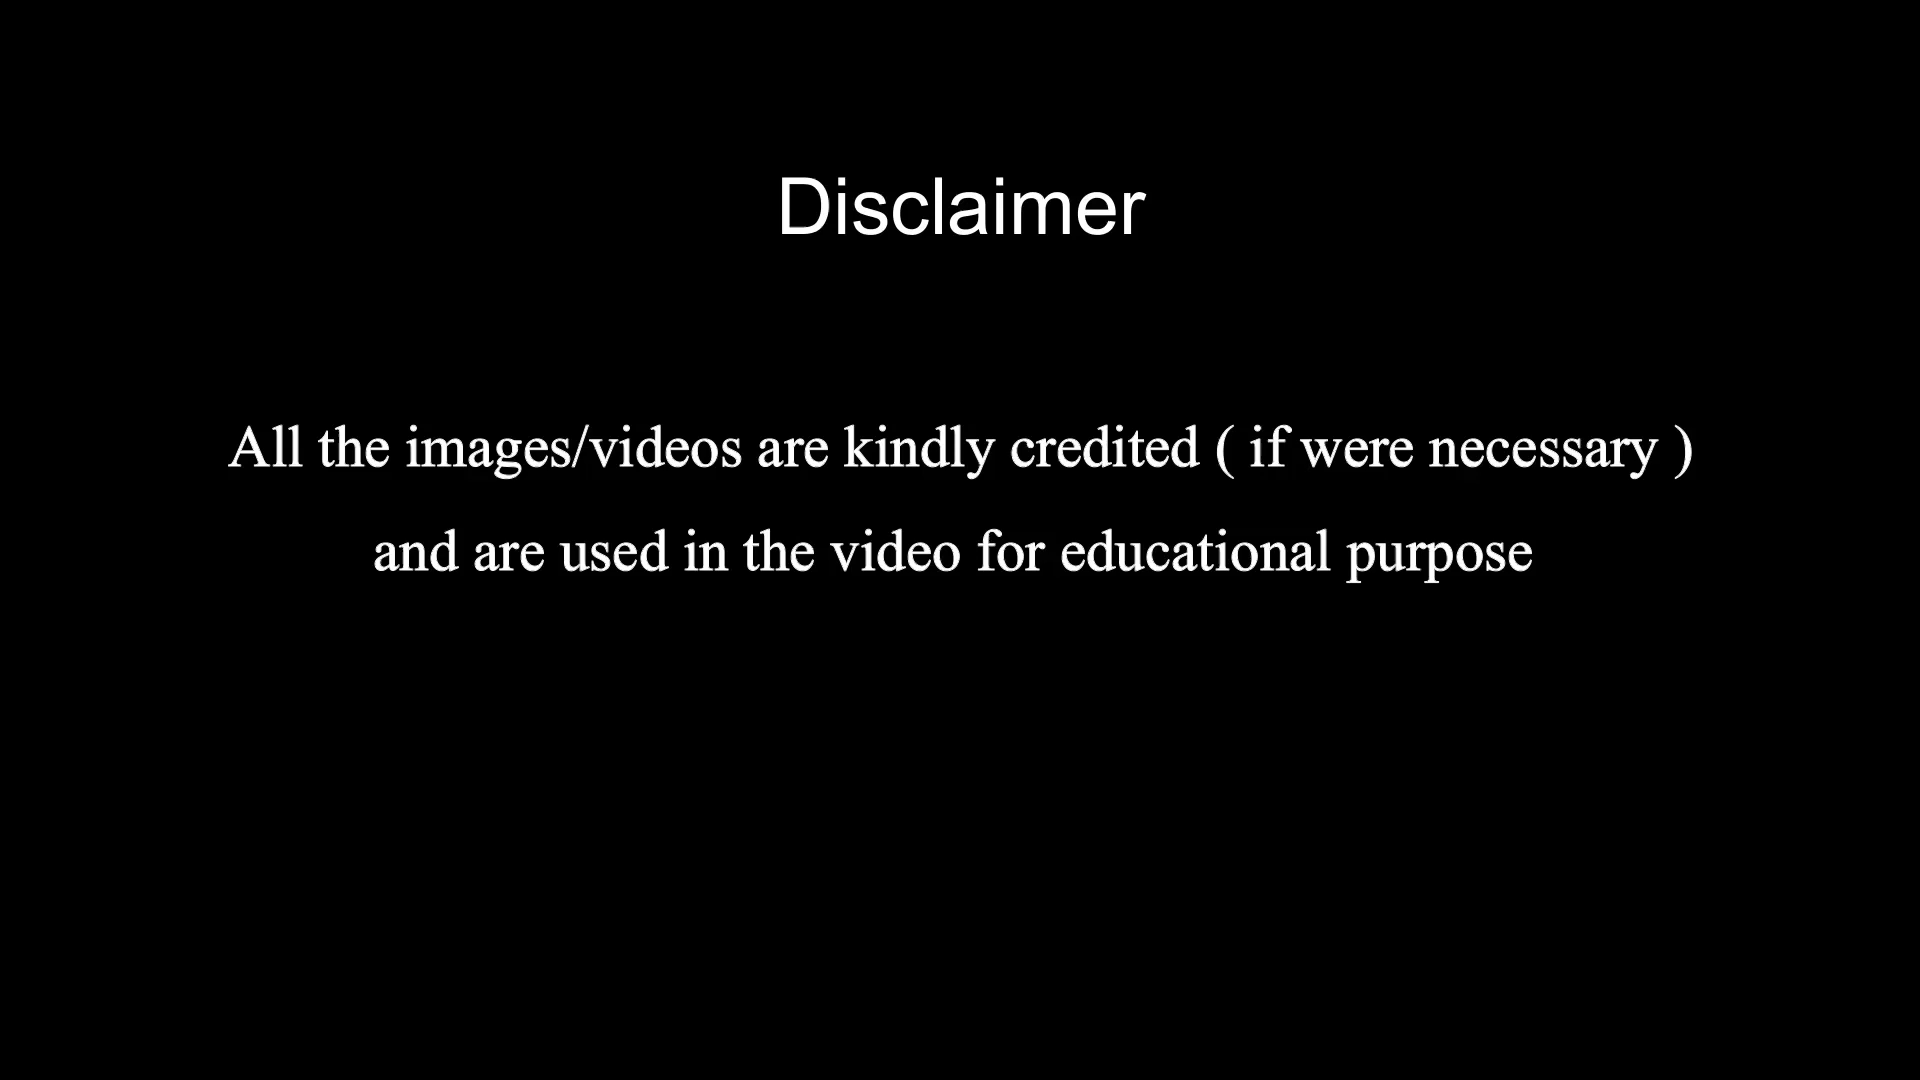 Disclaimer
All the images/videos are kindly credited ( if were necessary )
and are used in the video for educational purpose